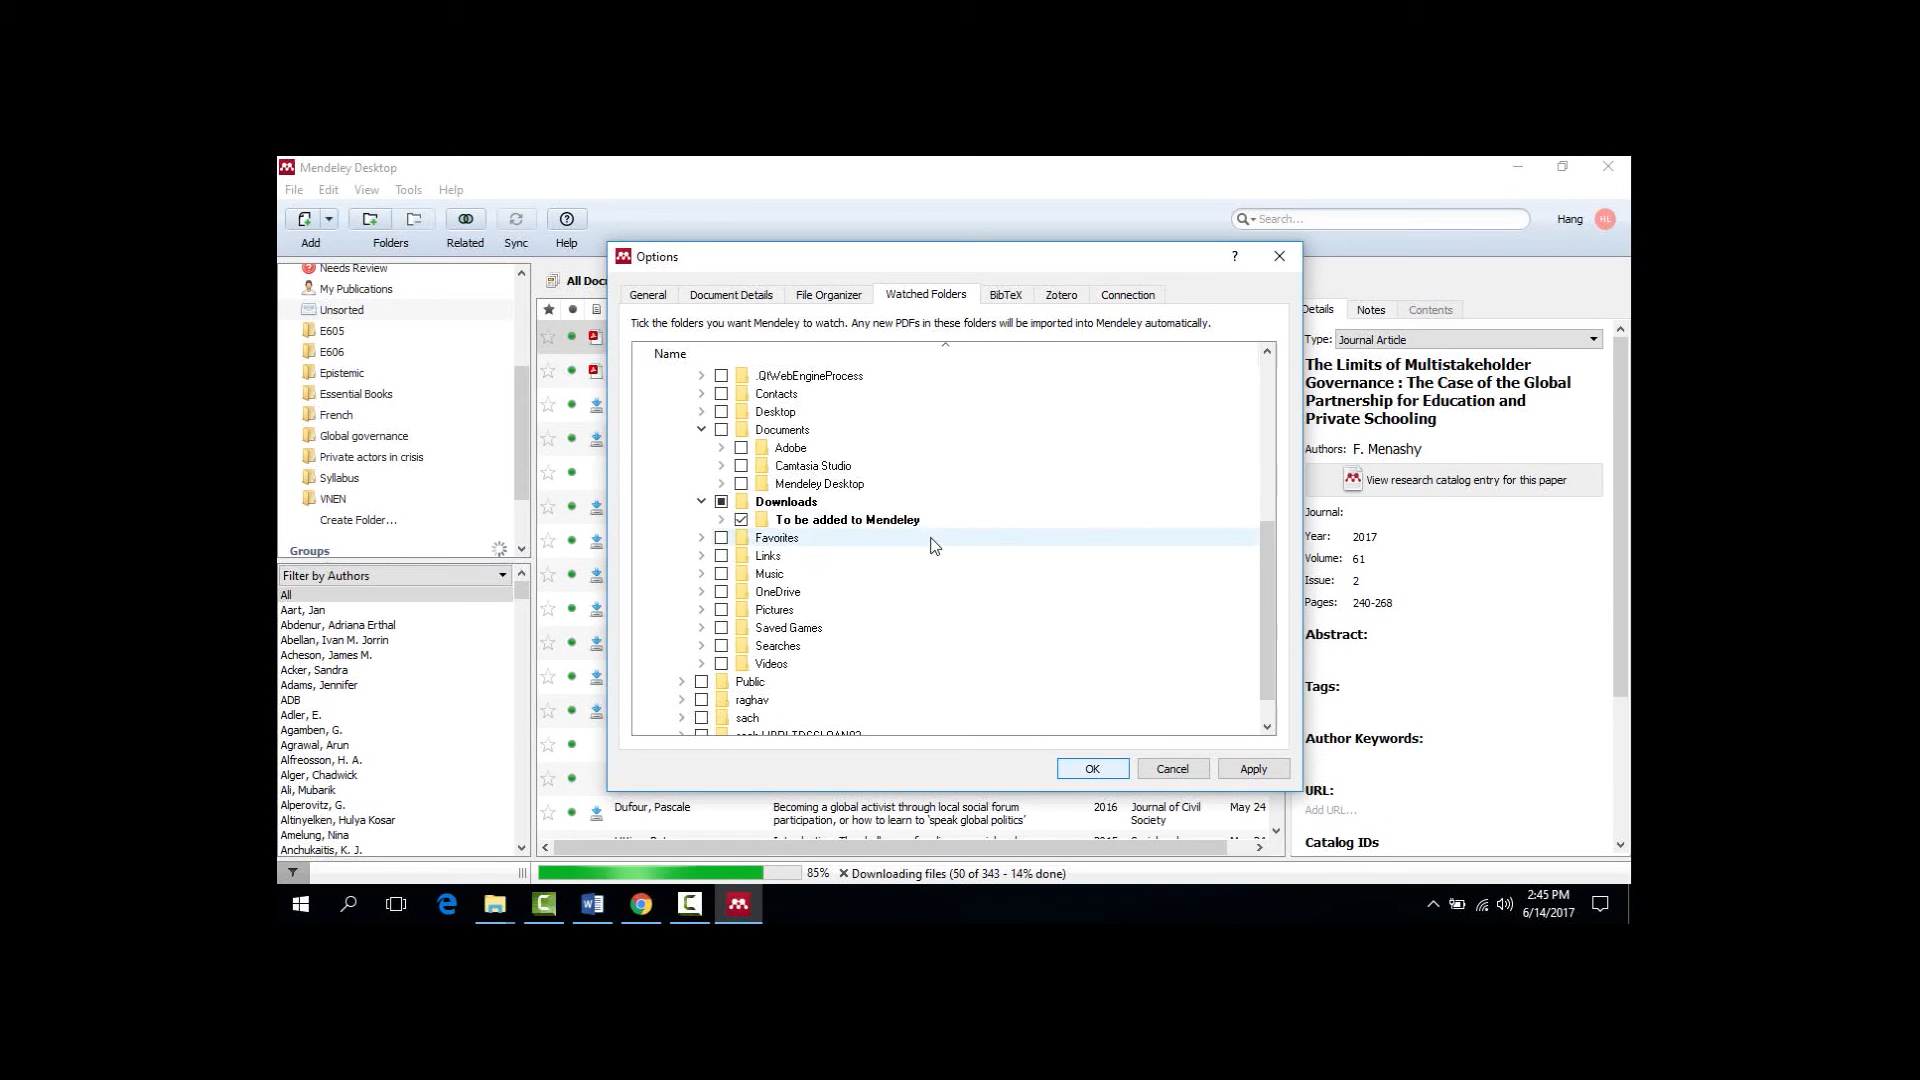 Mendeley Desktop
File Edit View Tools Help
Add Folders Related Sync Help
Search...
Hang HL
Needs Review
My Publications
Unsorted
E605
E606
Epistemic
Essential Books
French
Global governance
Private actors in crisis
Syllabus
VNEN
Create Folder...
Groups
Filter by Authors
All
Aart, Jan
Abdenur, Adriana Erthal
Abellan, Ivan M. Jorrin
Acheson, James M.
Acker, Sandra
Adams, Jennifer
ADB
Adler, E.
Agamben, G.
Agrawal, Arun
Alfreosson, H. A.
Alger, Chadwick
Ali, Mubarik
Alperovitz, G.
Altinyelken, Hulya Kosar
Amelung, Nina
Anchukaitis, K. J.
All Doc
Options
General Document Details File Organizer Watched Folders BibTeX Zotero Connection
Tick the folders you want Mendeley to watch. Any new PDFs in these folders will be imported into Mendeley automatically.
Name
.QtWebEngineProcess
Contacts
Desktop
Documents
Adobe
Camtasia Studio
Mendeley Desktop
Downloads
To be added to Mendeley
Favorites
Links
Music
OneDrive
Pictures
Saved Games
Searches
Videos
Public
raghav
sach
OK Cancel Apply
Dufour, Pascale Becoming a global activist through local social forum 2016 Journal of Civil May 24
participation, or how to learn to ‘speak global politics’ Society
Details Notes Contents
Type: Journal Article
The Limits of Multistakeholder
Governance : The Case of the Global
Partnership for Education and
Private Schooling
Authors: F. Menashy
View research catalog entry for this paper
Journal:
Year: 2017
Volume: 61
Issue: 2
Pages: 240-268
Abstract:
Tags:
Author Keywords:
URL:
Add URL...
Catalog IDs
85% Downloading files (50 of 343 - 14% done)
2:45 PM
6/14/2017